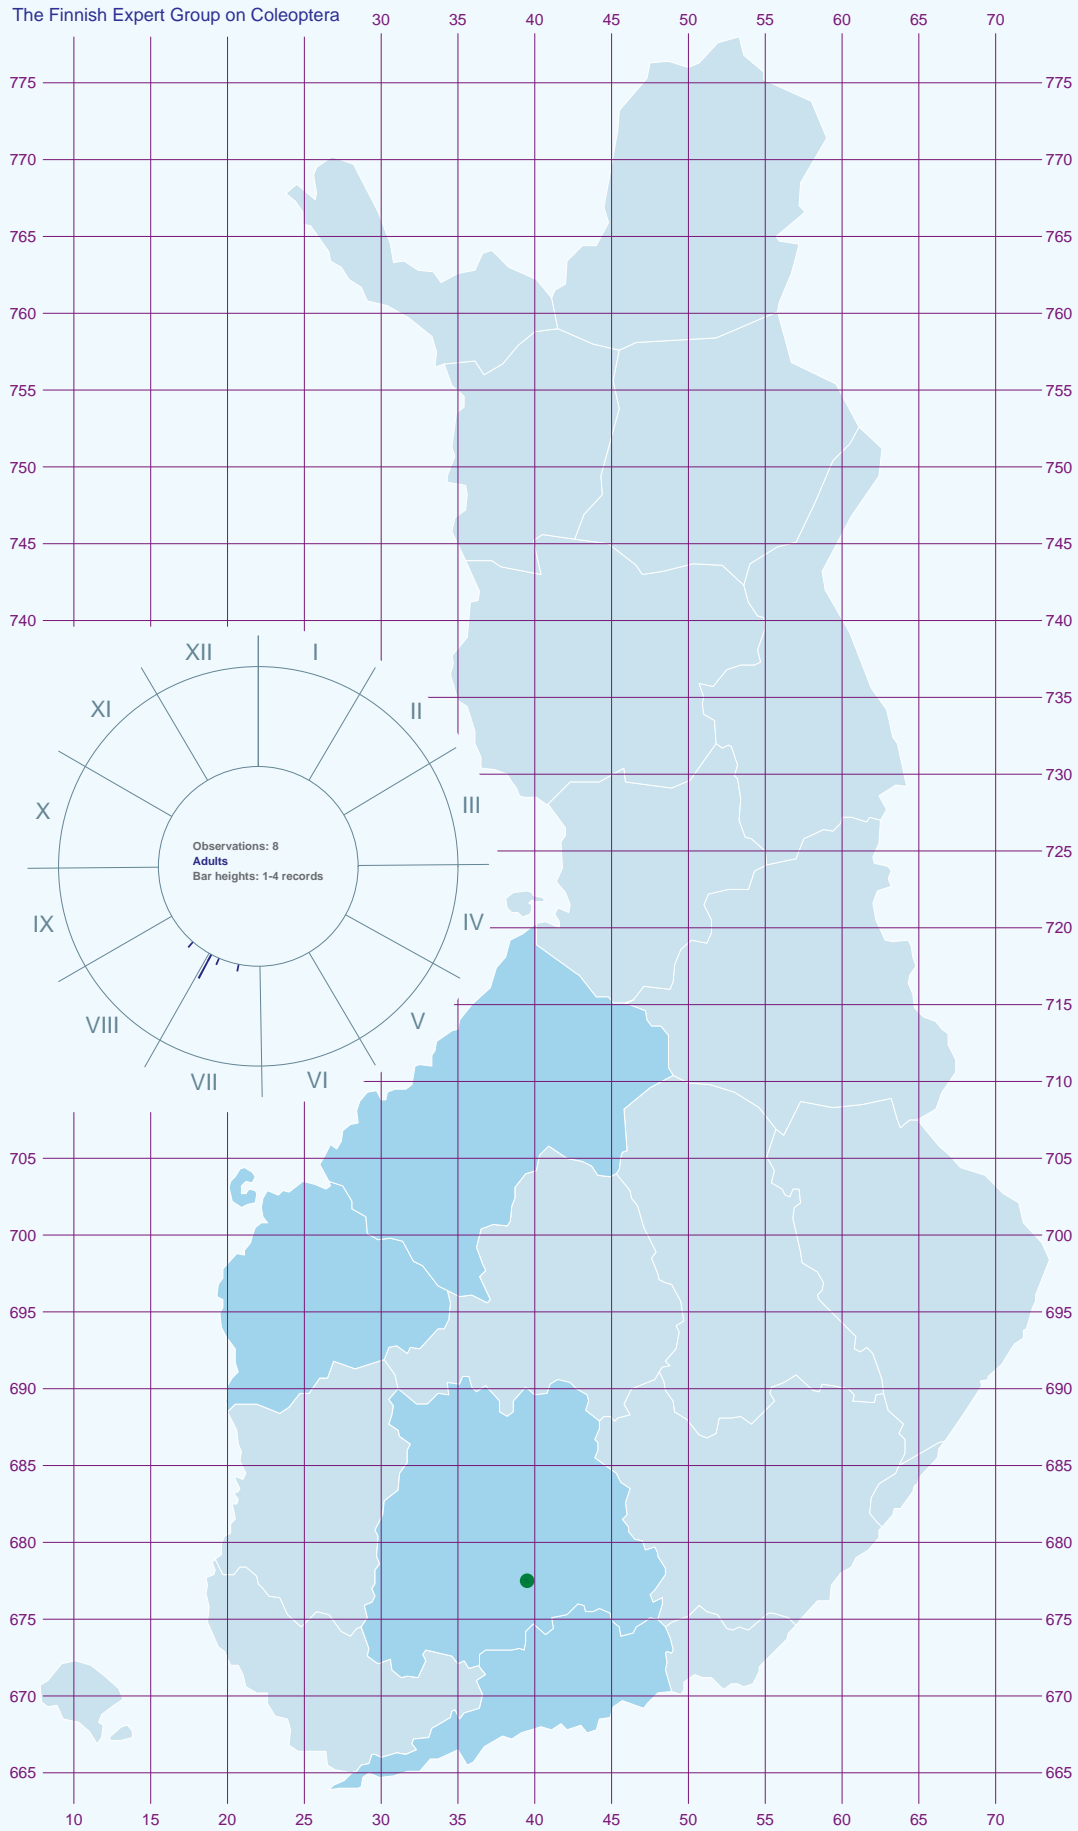 The Finnish Expert Group on Coleoptera
30 35 40 45 50 55 60 65 70
775 775
770 770
765 765
760 760
755 755
750 750
745 745
740 740
XII I
XI II
735
730
X III
Observations: 8
Adults
Bar heights: 1-4 records
725
IX IV
720
715
VIII V
VII VI
710
705 705
700 700
695 695
690 690
685 685
680 680
675 675
670 670
665 665
10 15 20 25 30 35 40 45 50 55 60 65 70